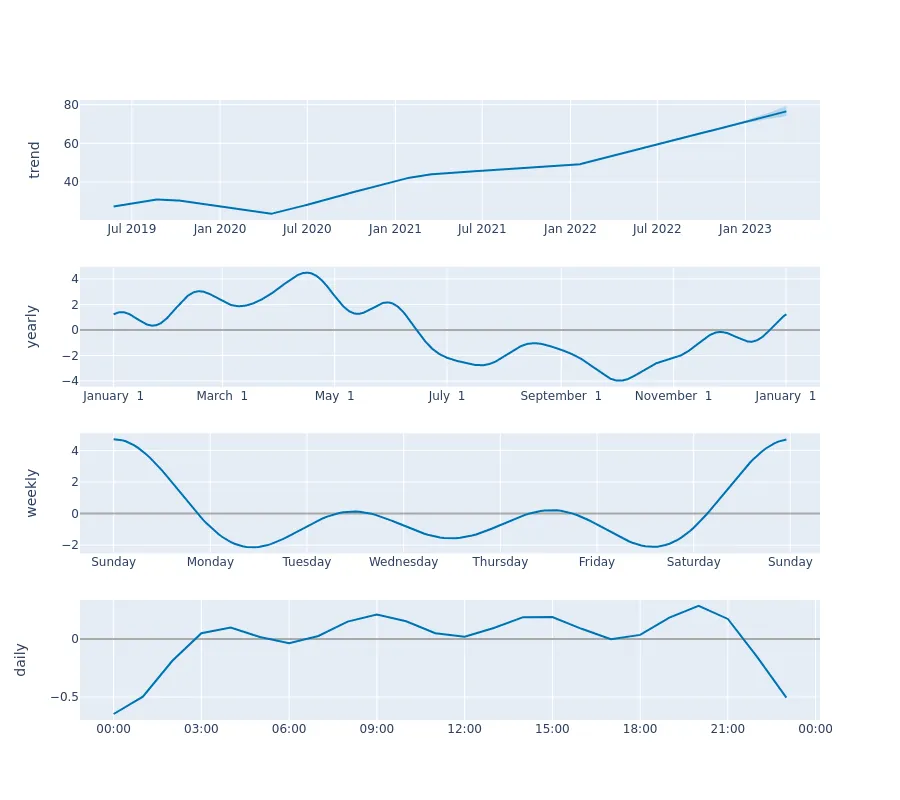 trend
80
60
40
Jul 2019 Jan 2020 Jul 2020 Jan 2021 Jul 2021 Jan 2022 Jul 2022 Jan 2023
yearly
4
2
0
−2
−4
January 1 March 1 May 1 July 1 September 1 November 1 January 1
weekly
4
2
0
−2
Sunday Monday Tuesday Wednesday Thursday Friday Saturday Sunday
daily
0
−0.5
00:00 03:00 06:00 09:00 12:00 15:00 18:00 21:00 00:00